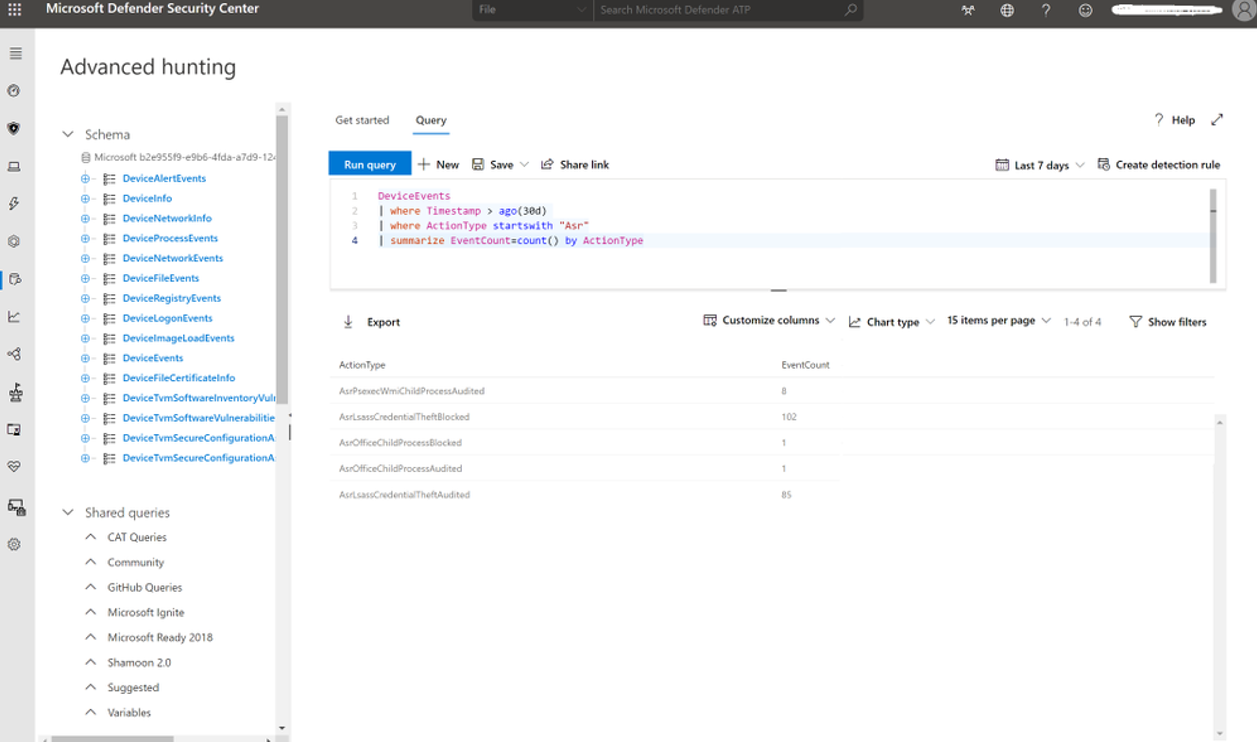 Microsoft Defender Security Center
File
Search Microsoft Defender ATP
Advanced hunting
Schema
Microsoft b2e955f9-e9b6-4fda-a7d9-124
DeviceAlertEvents
DeviceInfo
DeviceNetworkInfo
DeviceProcessEvents
DeviceNetworkEvents
DeviceFileEvents
DeviceRegistryEvents
DeviceLogonEvents
DeviceImageLoadEvents
DeviceEvents
DeviceFileCertificateInfo
DeviceTvmSoftwareInventoryVul
DeviceTvmSoftwareVulnerabilitie
DeviceTvmSecureConfigurationA
DeviceTvmSecureConfigurationA
Shared queries
CAT Queries
Community
GitHub Queries
Microsoft Ignite
Microsoft Ready 2018
Shamoon 2.0
Suggested
Variables
Get started Query
? Help
Run query + New Save Share link
Last 7 days Create detection rule
1 DeviceEvents
2 | where Timestamp > ago(30d)
3 | where ActionType startswith "Asr"
4 | summarize EventCount=count() by ActionType
Export
Customize columns Chart type 15 items per page 1-4 of 4 Show filters
ActionType EventCount
AsrPsexecWmiChildProcessAudited 8
AsrLsassCredentialTheftBlocked 102
AsrOfficeChildProcessBlocked 1
AsrOfficeChildProcessAudited 1
AsrLsassCredentialTheftAudited 85